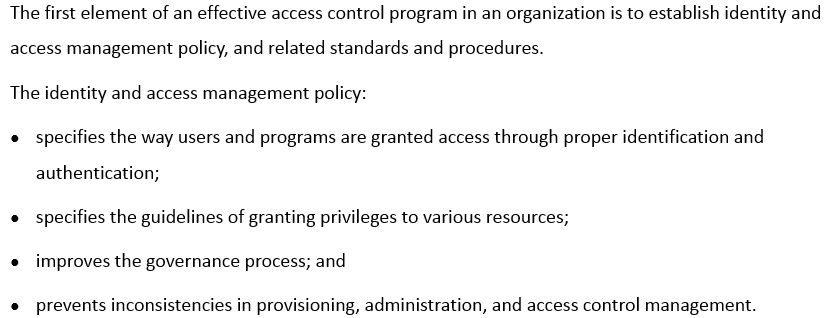 The first element of an effective access control program in an organization is to establish identity and
access management policy, and related standards and procedures.
The identity and access management policy:
• specifies the way users and programs are granted access through proper identification and
authentication;
• specifies the guidelines of granting privileges to various resources;
• improves the governance process; and
• prevents inconsistencies in provisioning, administration, and access control management.